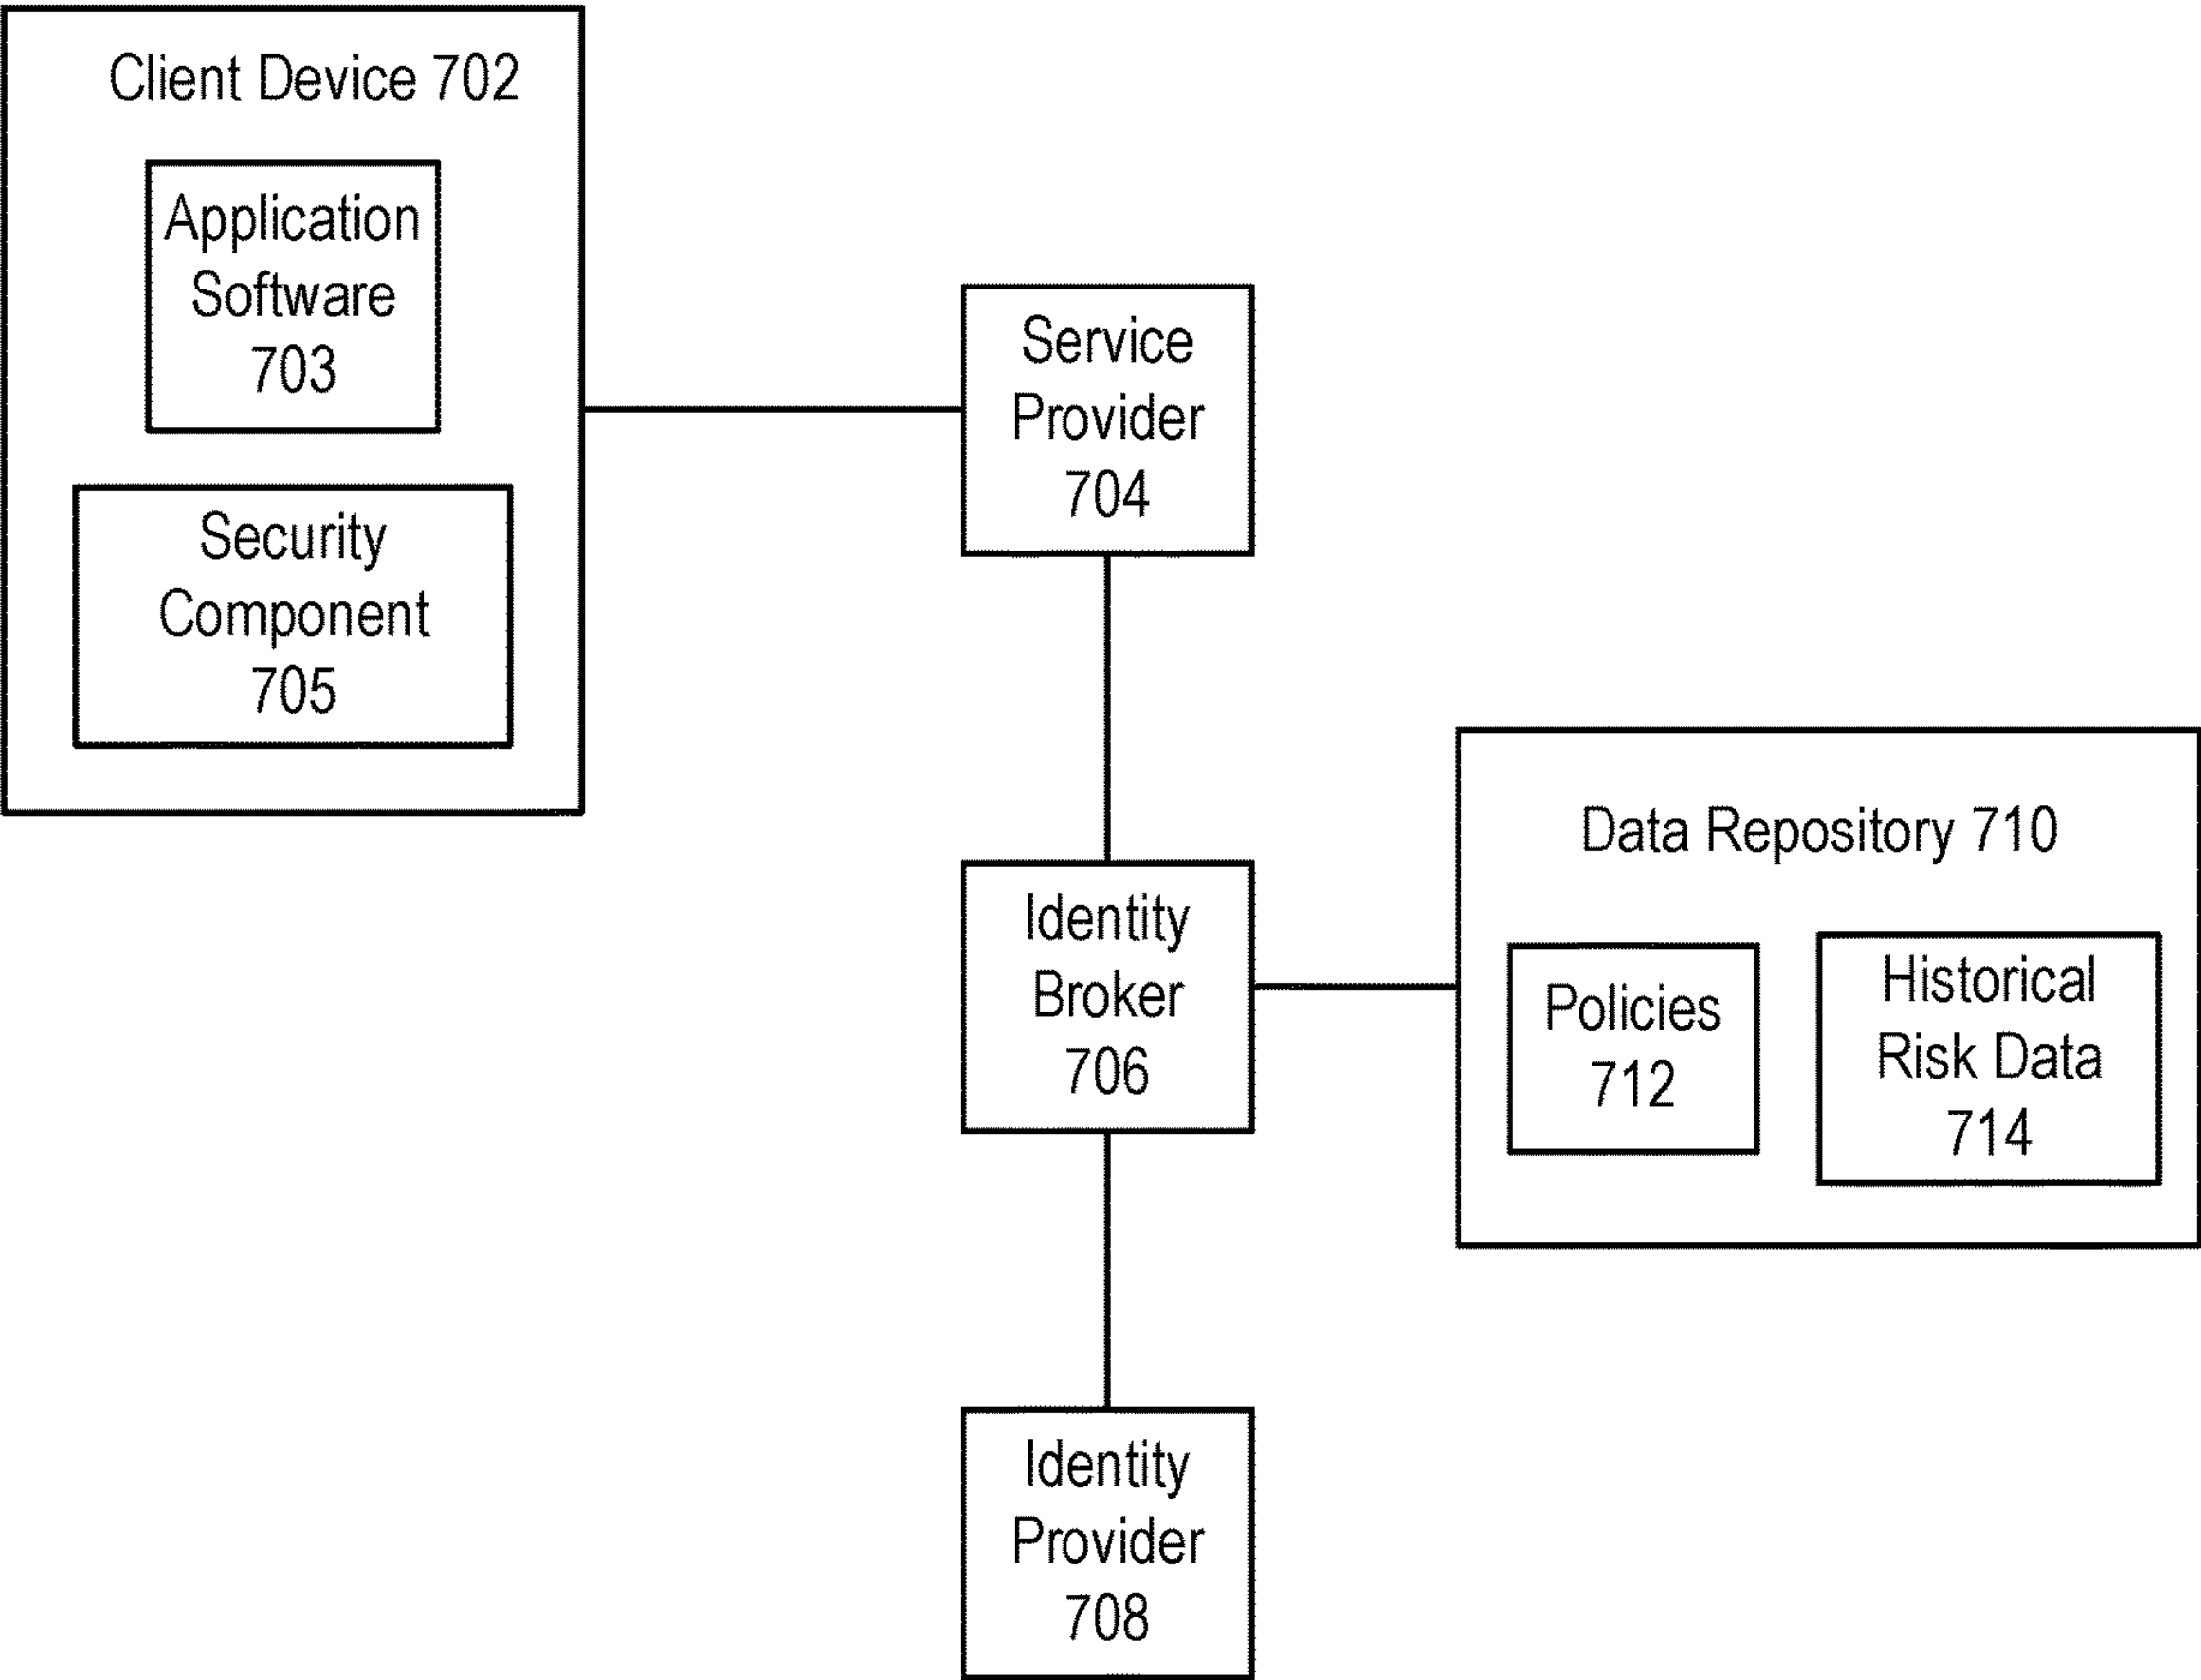 Client Device 702
Application
Software
703
Security
Component
705
Service
Provider
704
Identity
Broker
706
Data Repository 710
Policies
712
Historical
Risk Data
714
Identity
Provider
708